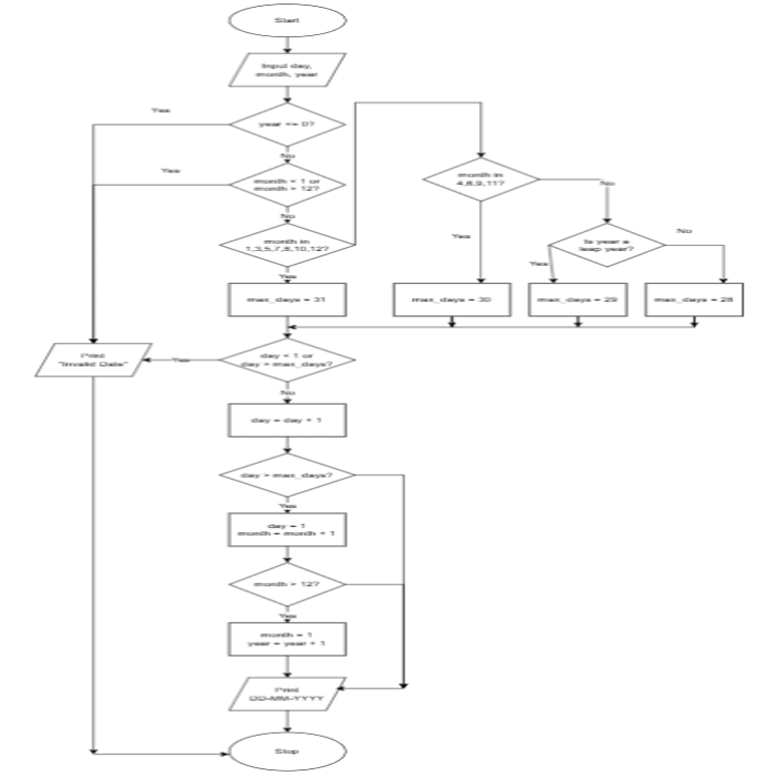 Start
Input day,
month, year
Yes
year <= 0?
No
Yes
month < 1 or
month > 12?
No
month in
1,3,5,7,8,10,12?
Yes
month in
4,6,9,11?
No
Yes
Is year a
leap year?
No
Yes
max_days = 31
max_days = 30
max_days = 29
max_days = 28
Print
"Invalid Date"
Yes
day < 1 or
day > max_days?
No
day = day + 1
day > max_days?
Yes
day = 1
month = month + 1
month > 12?
Yes
month = 1
year = year + 1
Print
DD-MM-YYYY
Stop